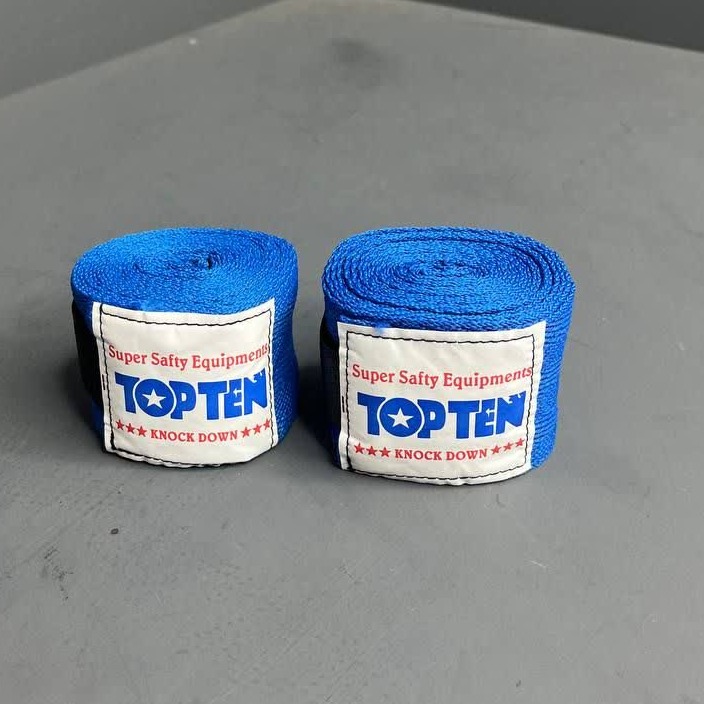 Super Safty Equipments
TOP TEN
★★★ KNOCK DOWN ★★★
Super Safty Equipments
TOP TEN
★★★ KNOCK DOWN ★★★